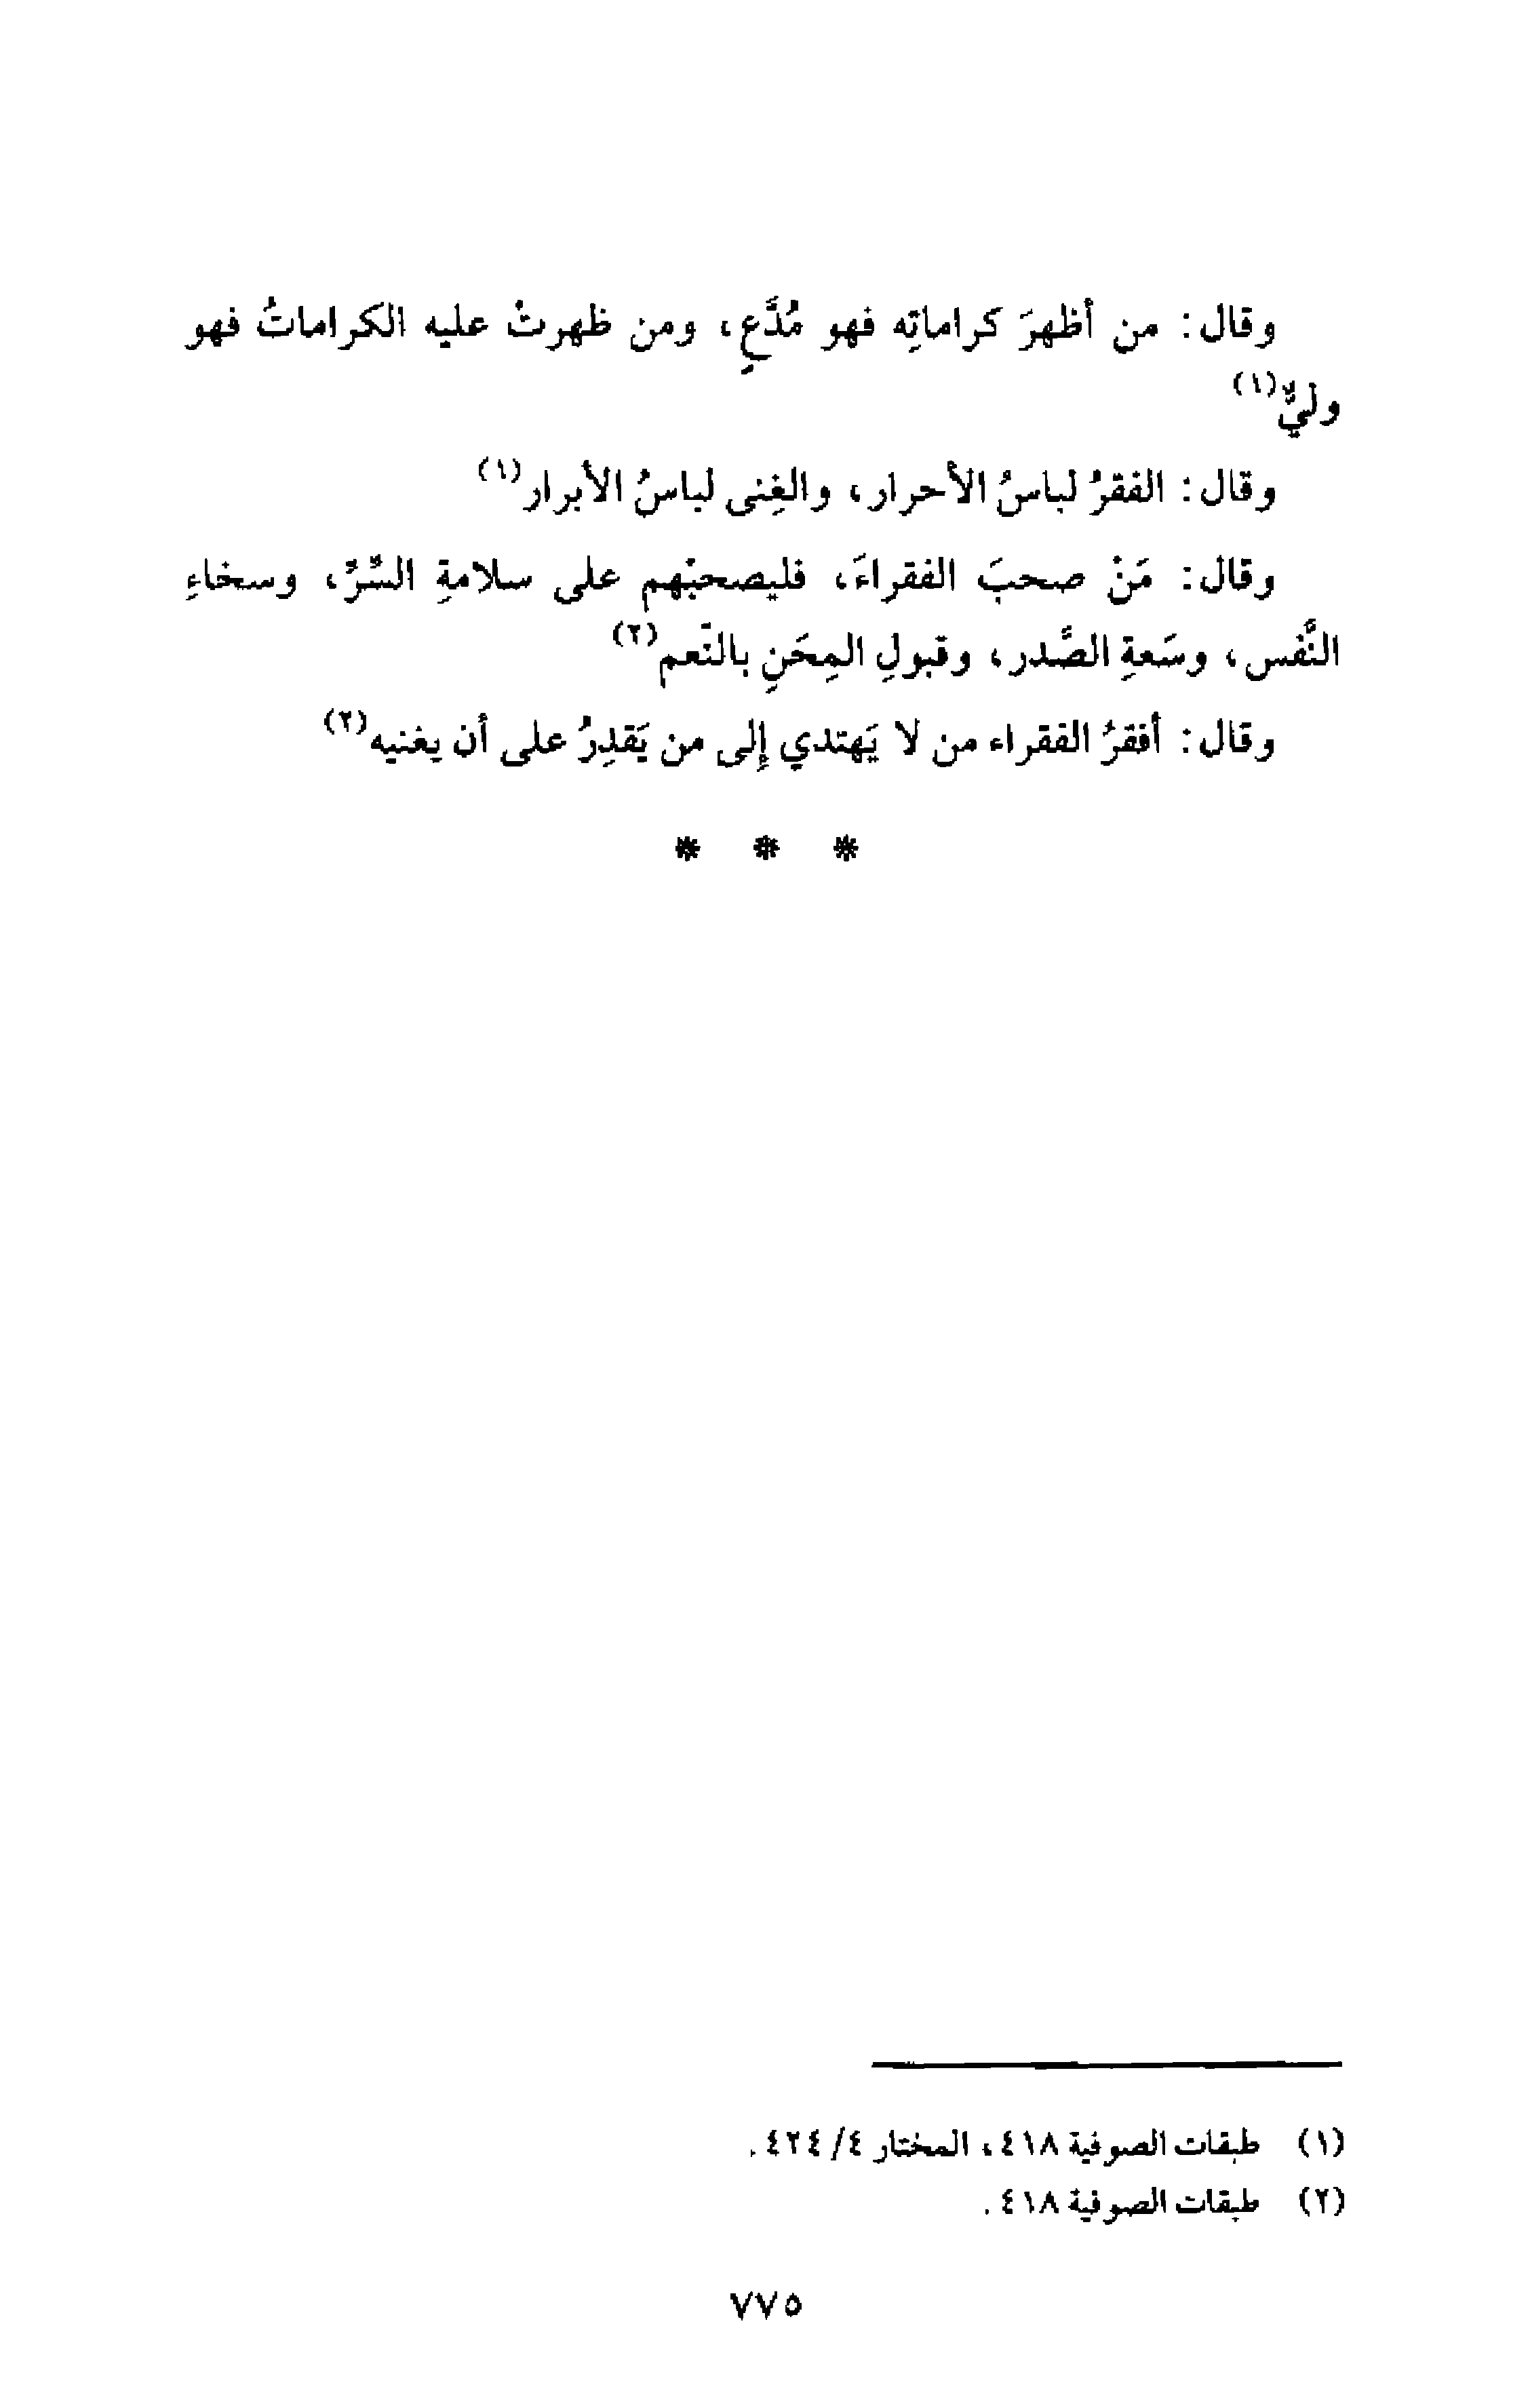 وقال: من أظهرَ كراماتِه فهو مُدَّعٍ، ومن ظهرتْ عليه الكراماتُ فهو
وليٌّ(١)
وقال: الفقرُ لباسُ الأحرار، والغِنى لباسُ الأبرار(١)
وقال: مَنْ صحبَ الفقراءَ، فليصحبْهم على سلامةِ السِّرِّ، وسخاءِ
النَّفس، وسَعةِ الصَّدر، وقبولِ المِحَنِ بالنّعم(٢)
وقال: أفقرُ الفقراء من لا يَهتدي إلى من يَقدِرُ على أن يغنيه(٢)
* * *
(١) طبقات الصوفية ٤١٨، المختار ٤/ ٤٢٤.
(٢) طبقات الصوفية ٤١٨.
٧٧٥